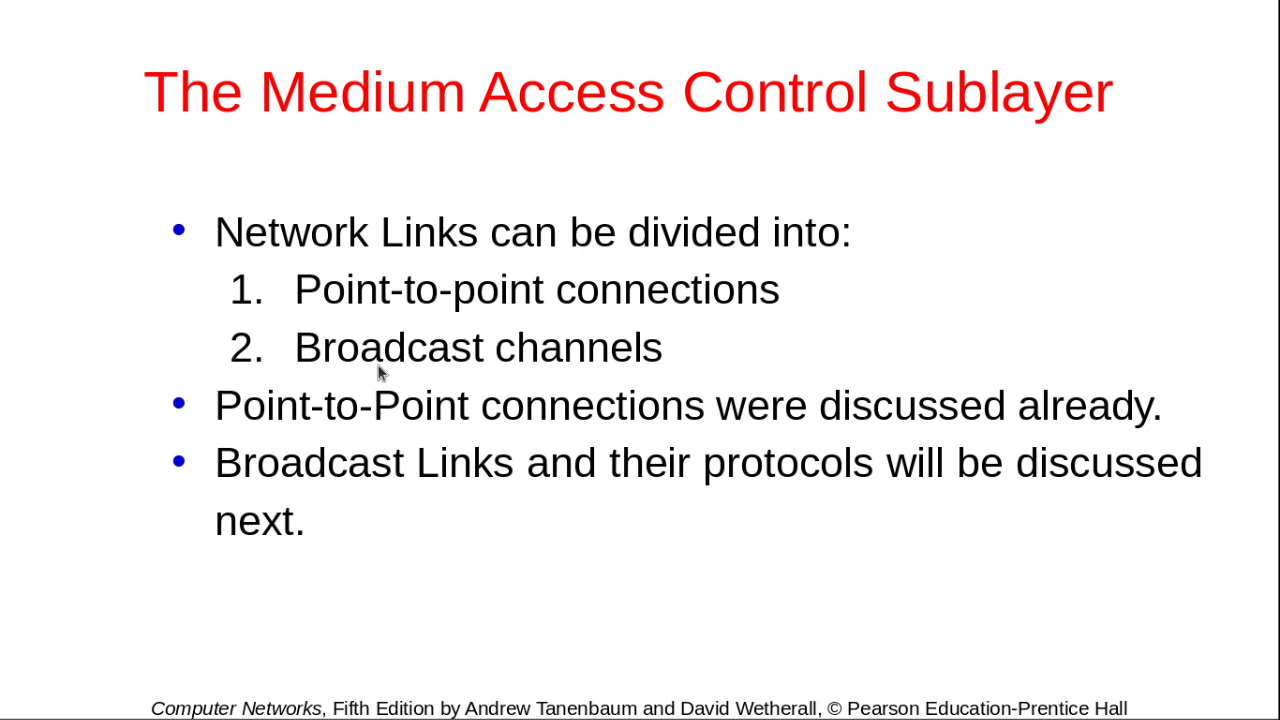 The Medium Access Control Sublayer
• Network Links can be divided into:
1. Point-to-point connections
2. Broadcast channels
• Point-to-Point connections were discussed already.
• Broadcast Links and their protocols will be discussed
next.
Computer Networks, Fifth Edition by Andrew Tanenbaum and David Wetherall, © Pearson Education-Prentice Hall